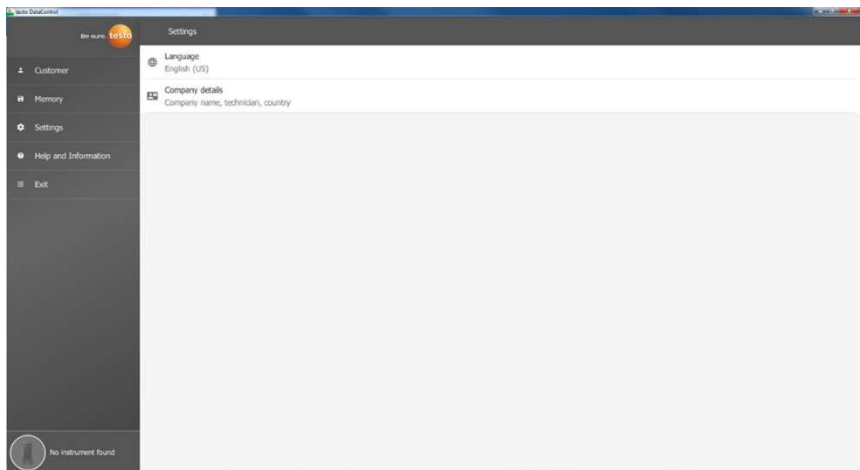 testo DataControl
Be sure. testo
Settings
Customer
Memory
Settings
Help and Information
Exit
Language
English (US)
Company details
Company name, technician, country
No instrument found